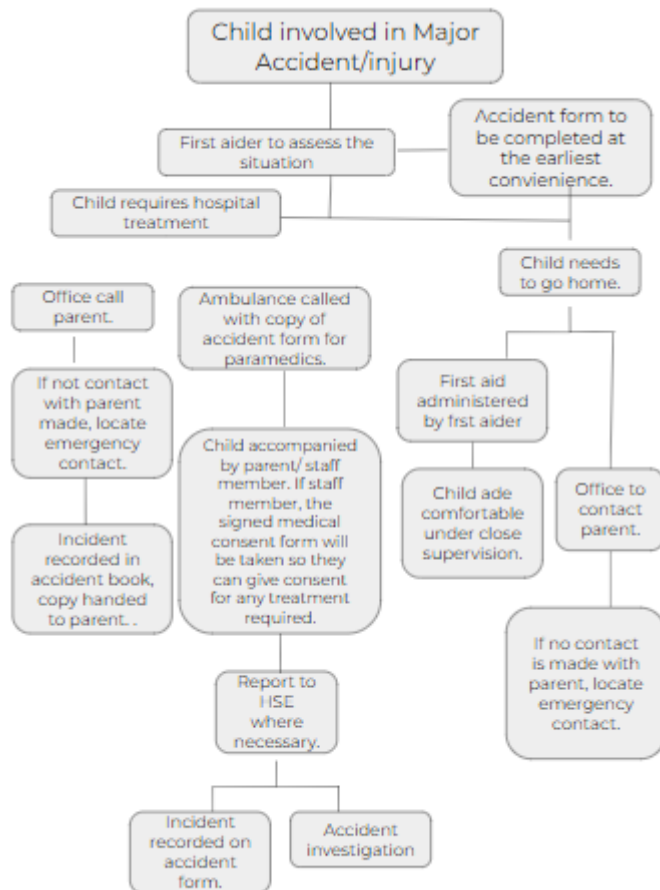 Child involved in Major
Accident/injury
First aider to assess the
situation
Accident form to
be completed at
the earliest
convienience.
Child requires hospital
treatment
Child needs
to go home.
Office call
parent.
Ambulance called
with copy of
accident form for
paramedics.
If not contact
with parent
made, locate
emergency
contact.
First aid
administered
by frst aider
Child accompanied
by parent/ staff
member. If staff
member, the
signed medical
consent form will
be taken so they
can give consent
for any treatment
required.
Child ade
comfortable
under close
supervision.
Office to
contact
parent.
Incident
recorded in
accident book,
copy handed
to parent. .
If no contact
is made with
parent, locate
emergency
contact.
Report to
HSE
where
necessary.
Incident
recorded on
accident
form.
Accident
investigation